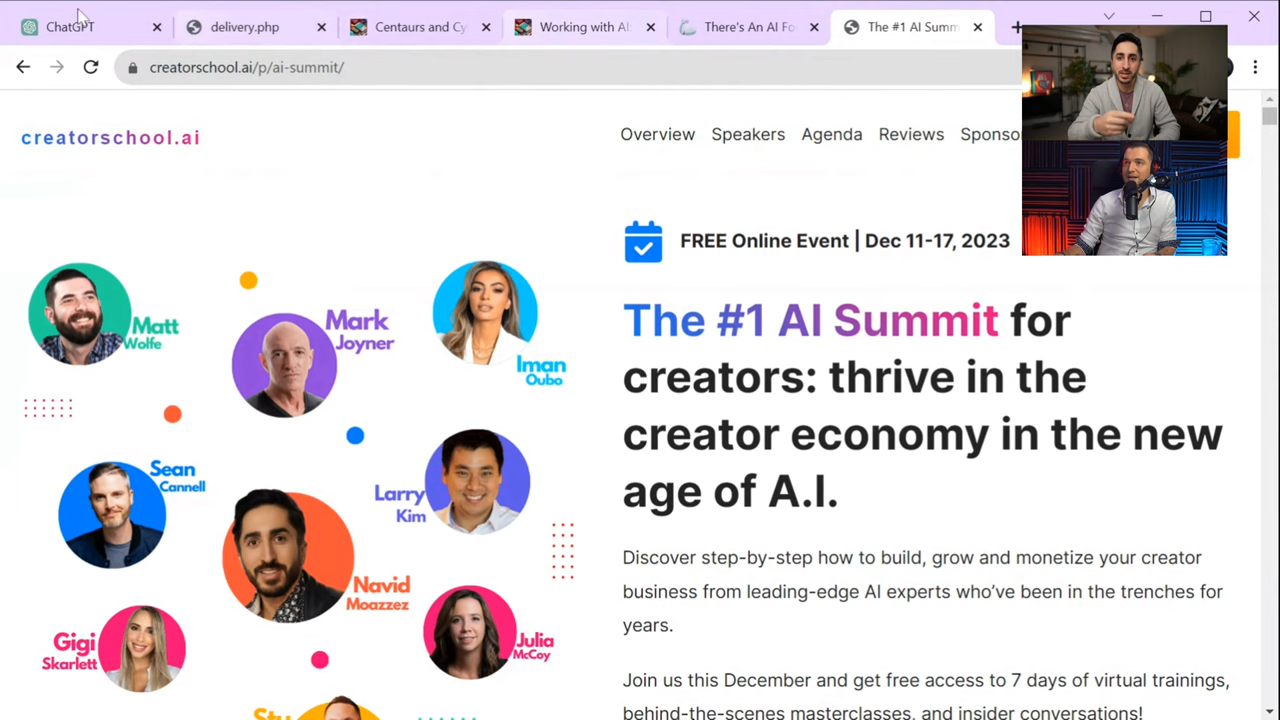 ChatGPT
delivery.php
Centaurs and Cy
Working with AI
There's An AI Fo
The #1 AI Summ
creatorschool.ai/p/ai-summit/
creatorschool.ai
Overview Speakers Agenda Reviews Sponso
FREE Online Event | Dec 11-17, 2023
The #1 AI Summit for
creators: thrive in the
creator economy in the new
age of A.I.
Discover step-by-step how to build, grow and monetize your creator
business from leading-edge AI experts who've been in the trenches for
years.
Join us this December and get free access to 7 days of virtual trainings,
behind-the-scenes masterclasses, and insider conversations!
Matt
Wolfe
Mark
Joyner
Iman
Oubo
Sean
Cannell
Larry
Kim
Navid
Moazzez
Gigi
Skarlett
Julia
McCoy
Stu